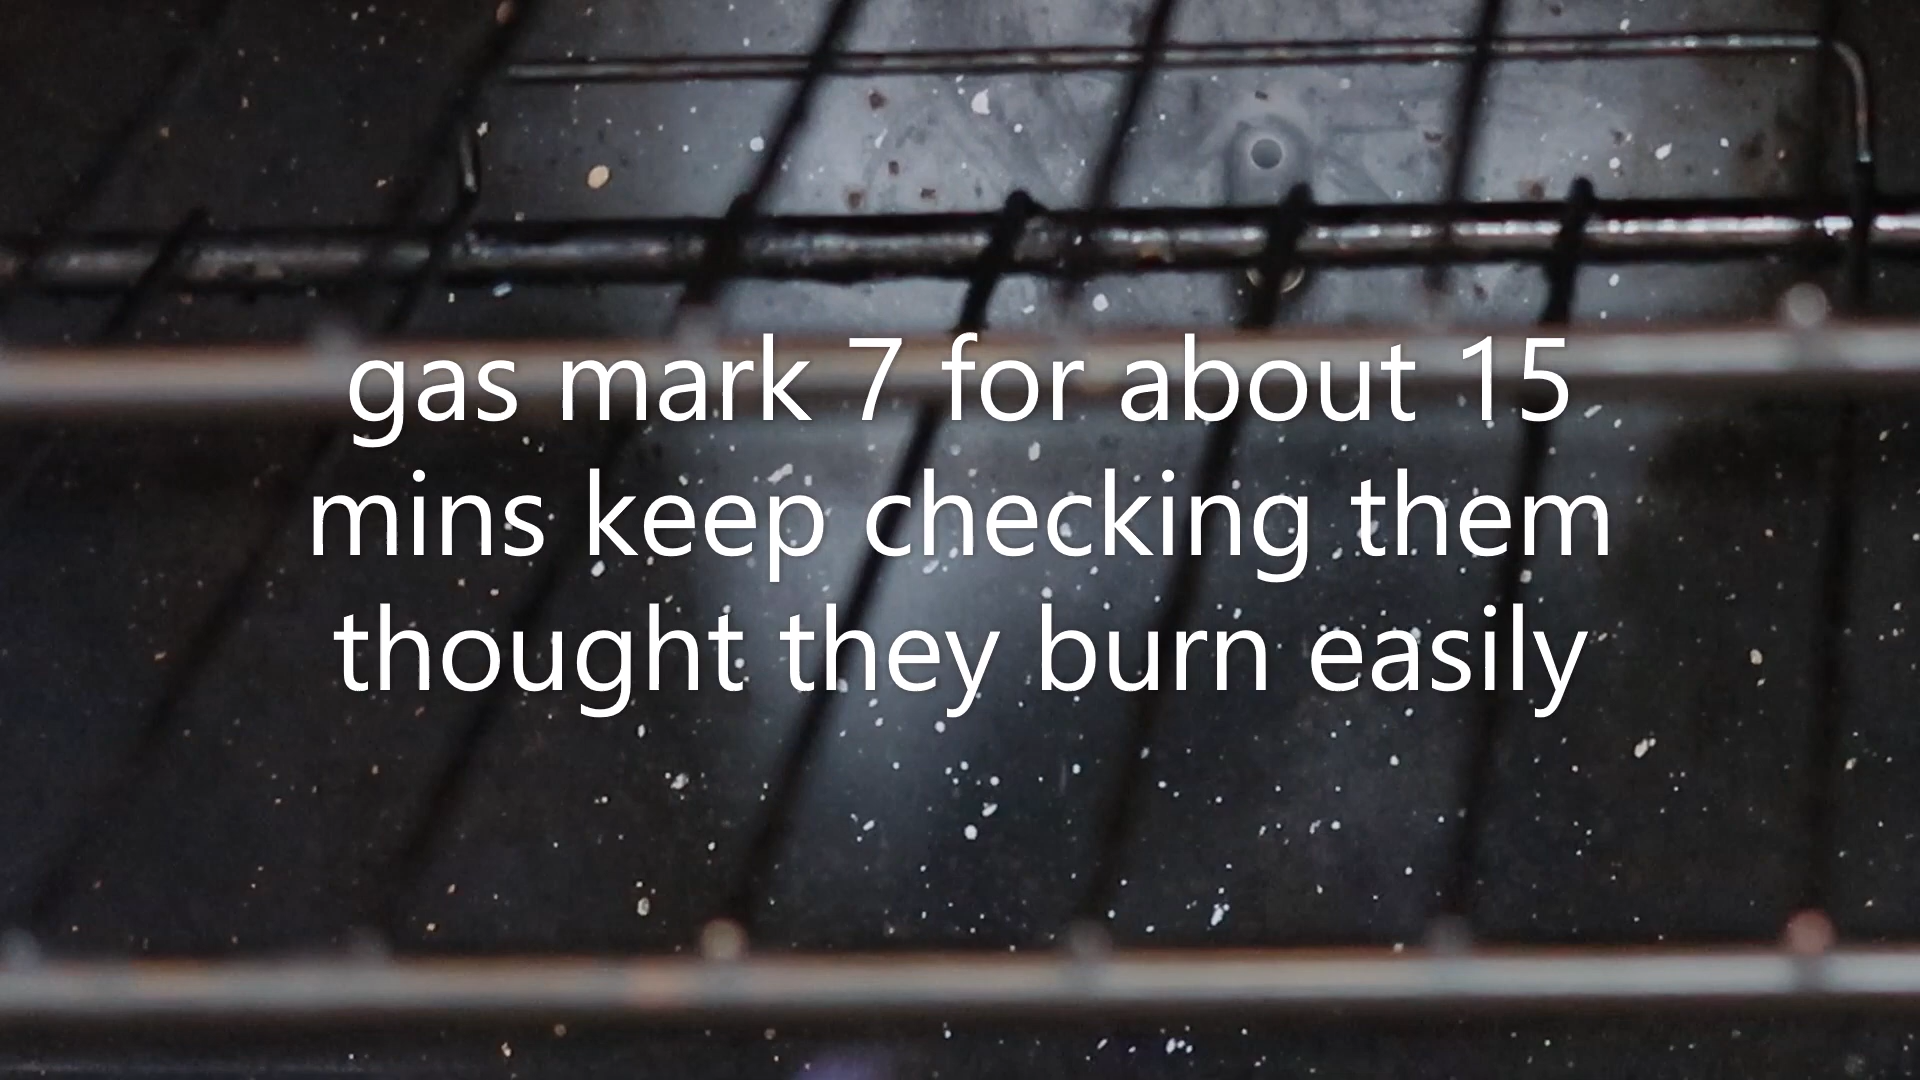 gas mark 7 for about 15
mins keep checking them
thought they burn easily